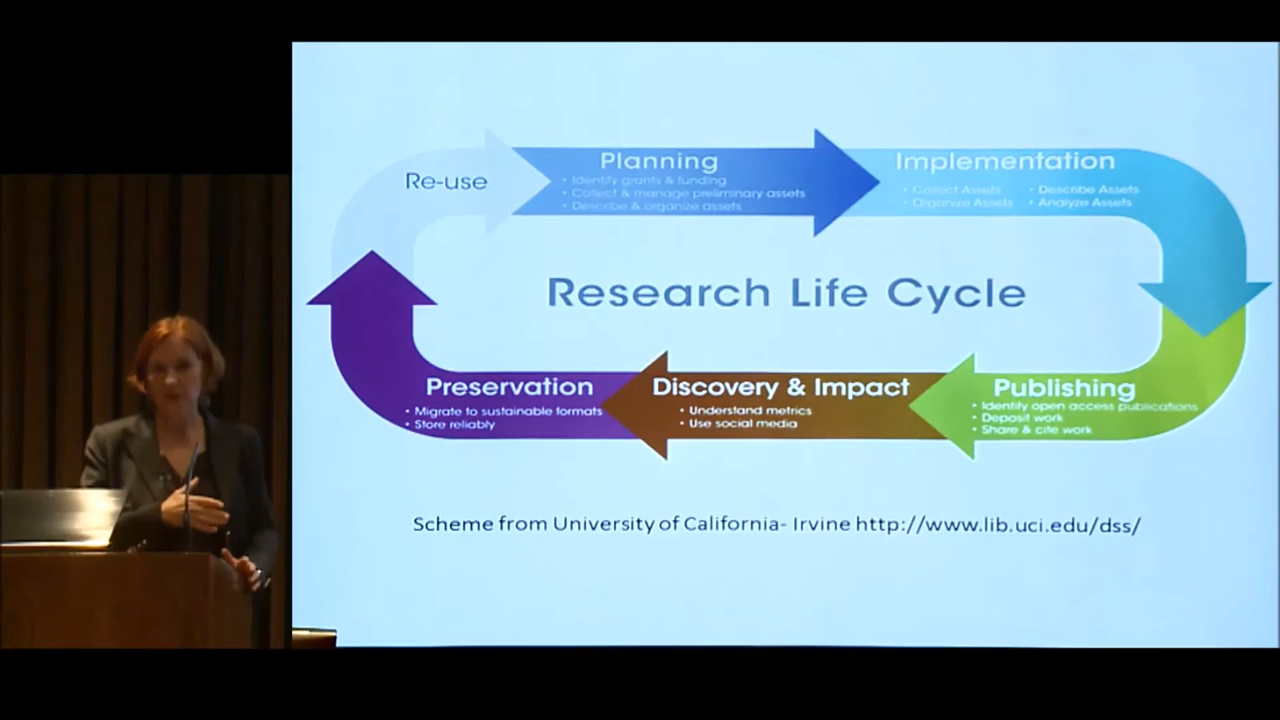 Re-use
Planning
• Identify grants & funding
• Collect & manage preliminary assets
• Describe & organize assets
Implementation
• Collect Assets
• Organize Assets
• Describe Assets
• Analyze Assets
Research Life Cycle
Preservation
• Migrate to sustainable formats
• Store reliably
Discovery & Impact
• Understand metrics
• Use social media
Publishing
• Identify open access publications
• Deposit work
• Share & cite work
Scheme from University of California- Irvine http://www.lib.uci.edu/dss/